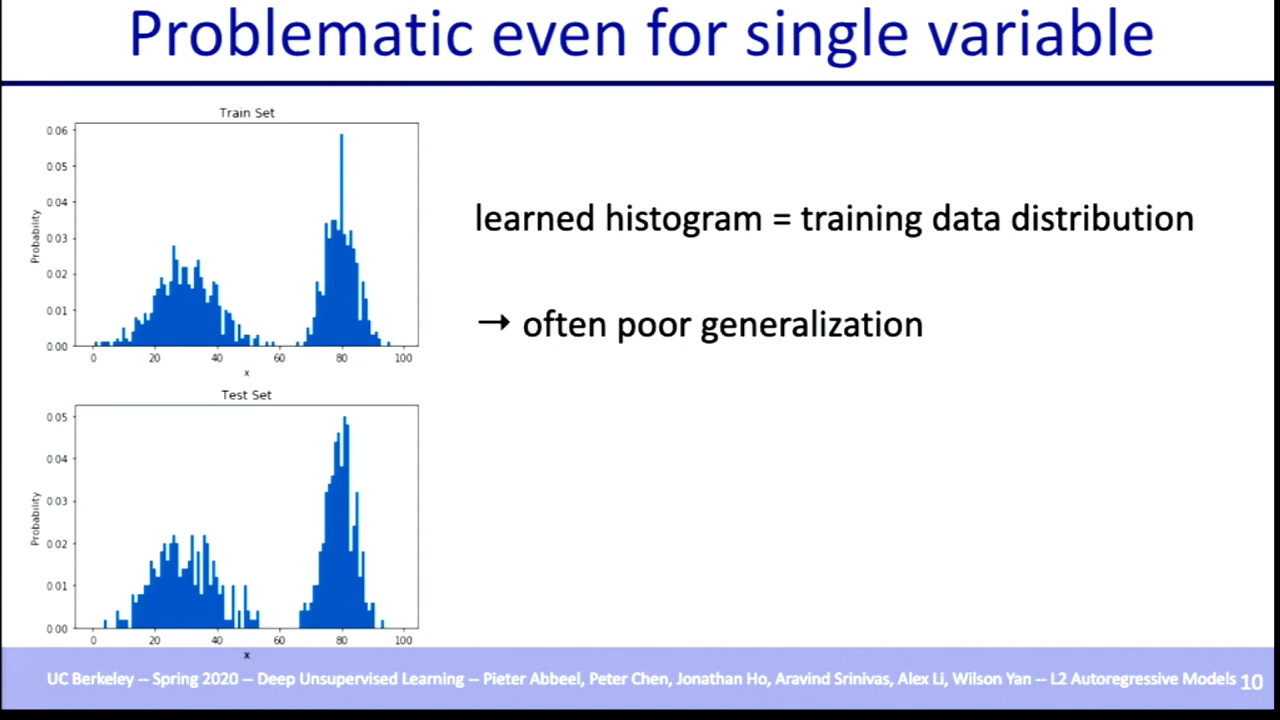 Problematic even for single variable
Train Set
0.06
0.05
0.04
0.03
0.02
0.01
0.00
Probability
0 20 40 60 80 100
x
learned histogram = training data distribution
→ often poor generalization
Test Set
0.05
0.04
0.03
0.02
0.01
0.00
Probability
0 20 40 60 80 100
x
UC Berkeley -- Spring 2020 -- Deep Unsupervised Learning -- Pieter Abbeel, Peter Chen, Jonathan Ho, Aravind Srinivas, Alex Li, Wilson Yan -- L2 Autoregressive Models 10